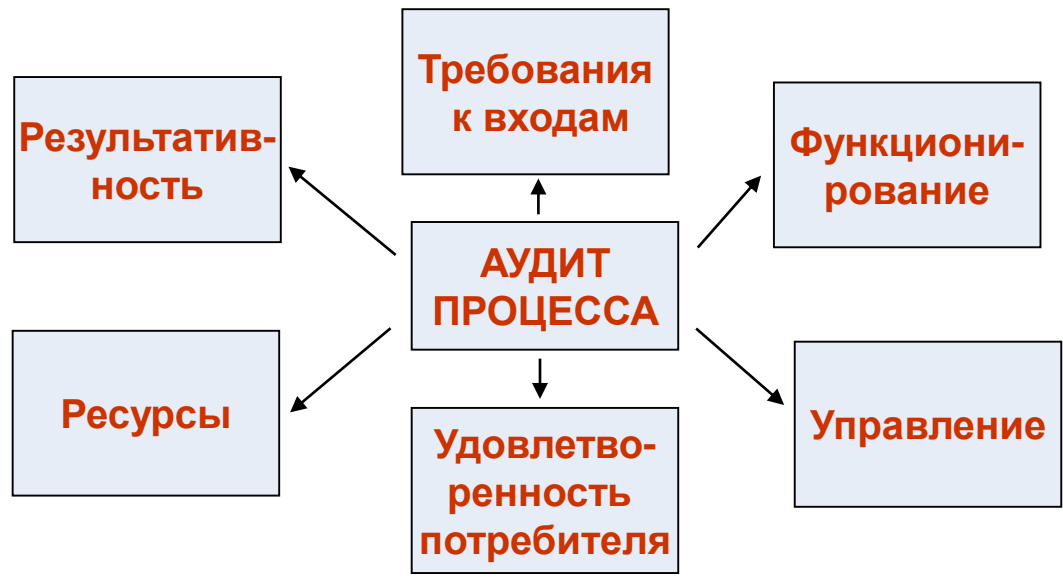 Требования
к входам
Результатив-
ность
Функциони-
рование
АУДИТ
ПРОЦЕССА
Ресурсы
Удовлетво-
ренность
потребителя
Управление